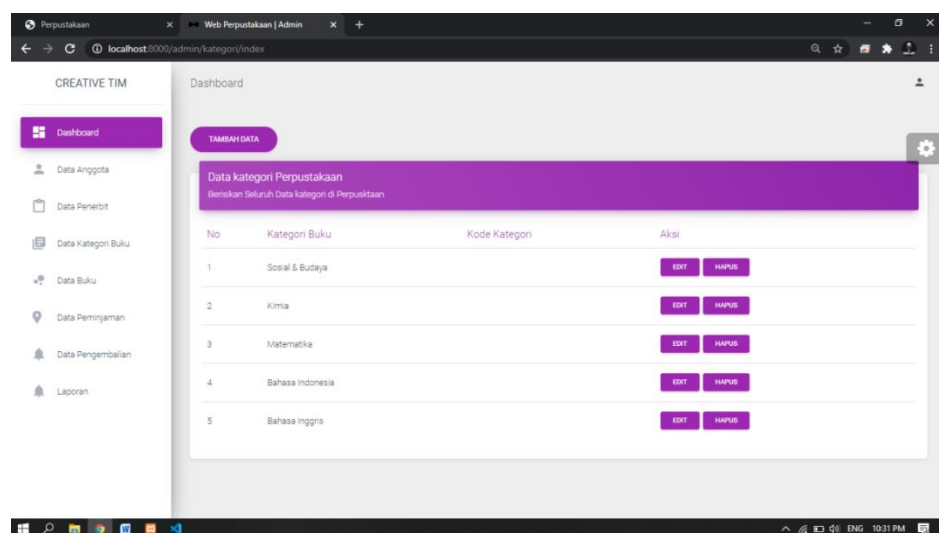 Perpustakaan
Web Perpustakaan | Admin
localhost:8000/admin/kategori/index
CREATIVE TIM
Dashboard
Dashboard
Data Anggota
Data Penerbit
Data Kategori Buku
Data Buku
Data Peminjaman
Data Pengembalian
Laporan
TAMBAH DATA
Data kategori Perpustakaan
Berisikan Seluruh Data kategori di Perpusktaan
No Kategori Buku Kode Kategori Aksi
1 Sosial & Budaya EDIT HAPUS
2 Kimia EDIT HAPUS
3 Matematika EDIT HAPUS
4 Bahasa Indonesia EDIT HAPUS
5 Bahasa Inggris EDIT HAPUS
ENG 10:31 PM